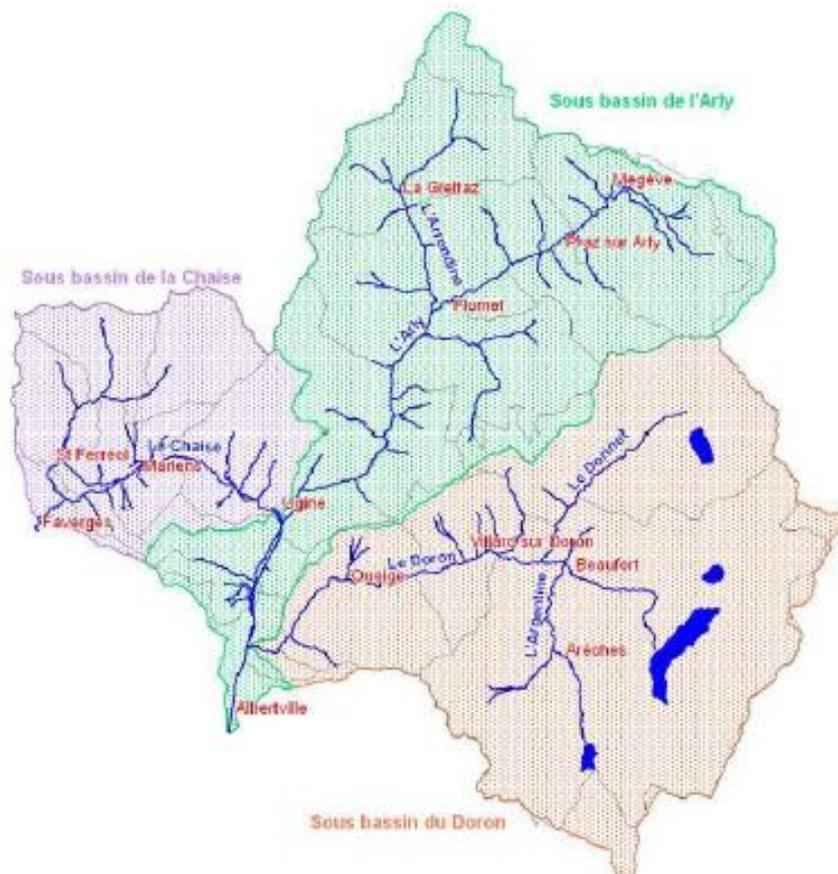 Sous bassin de l'Arly
Megève
La Giettaz
L'Arrondine
Praz sur Arly
Sous bassin de la Chaise
Flumet
L'Arly
St Ferreol
La Chaise
Marlens
Le Dorinet
Ugine
Faverges
Villard sur Doron
Le Doron
Beaufort
Queige
L'Argentine
Arèches
Albertville
Sous bassin du Doron